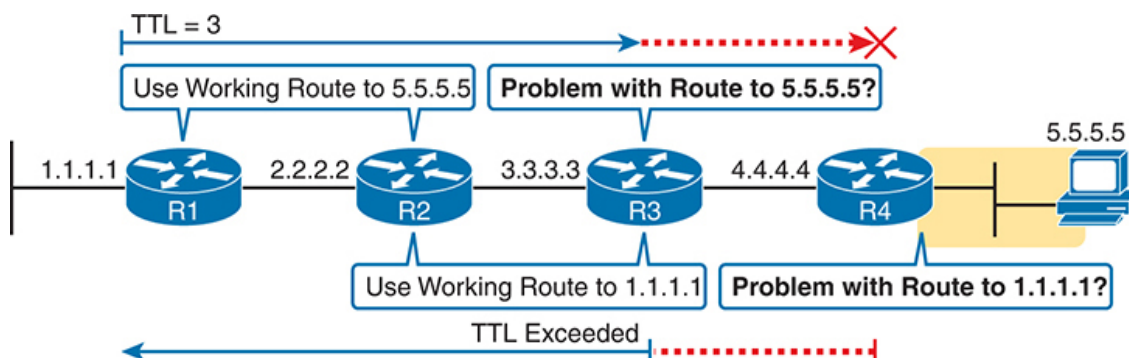 TTL = 3
Use Working Route to 5.5.5.5
Problem with Route to 5.5.5.5?
5.5.5.5
1.1.1.1
2.2.2.2
3.3.3.3
4.4.4.4
R1
R2
R3
R4
Use Working Route to 1.1.1.1
Problem with Route to 1.1.1.1?
TTL Exceeded